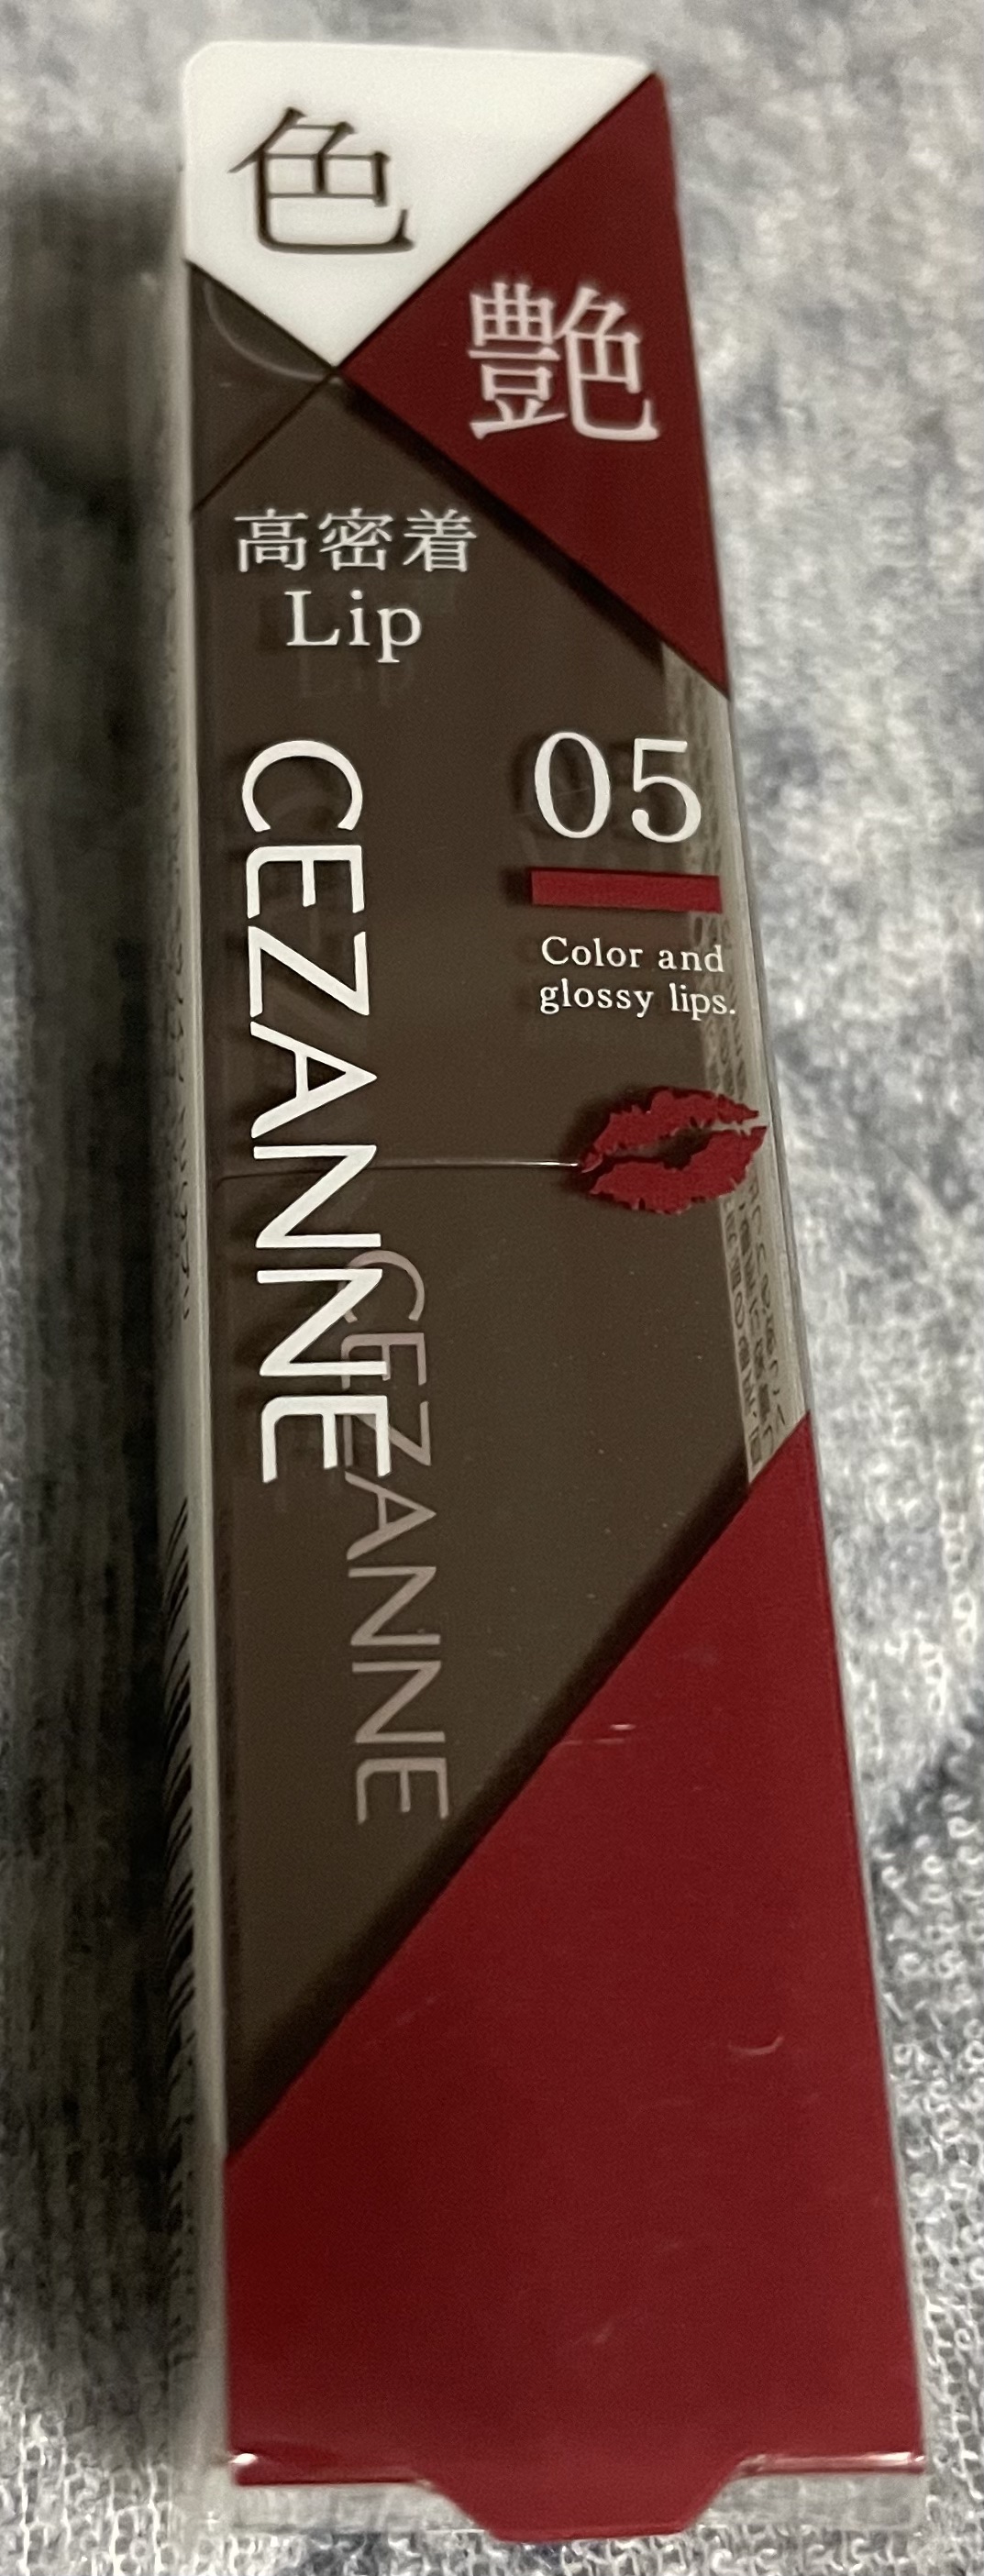 色
艶
高密着
Lip
CEZANNE
05
Color and
glossy lips.
CEZANNE